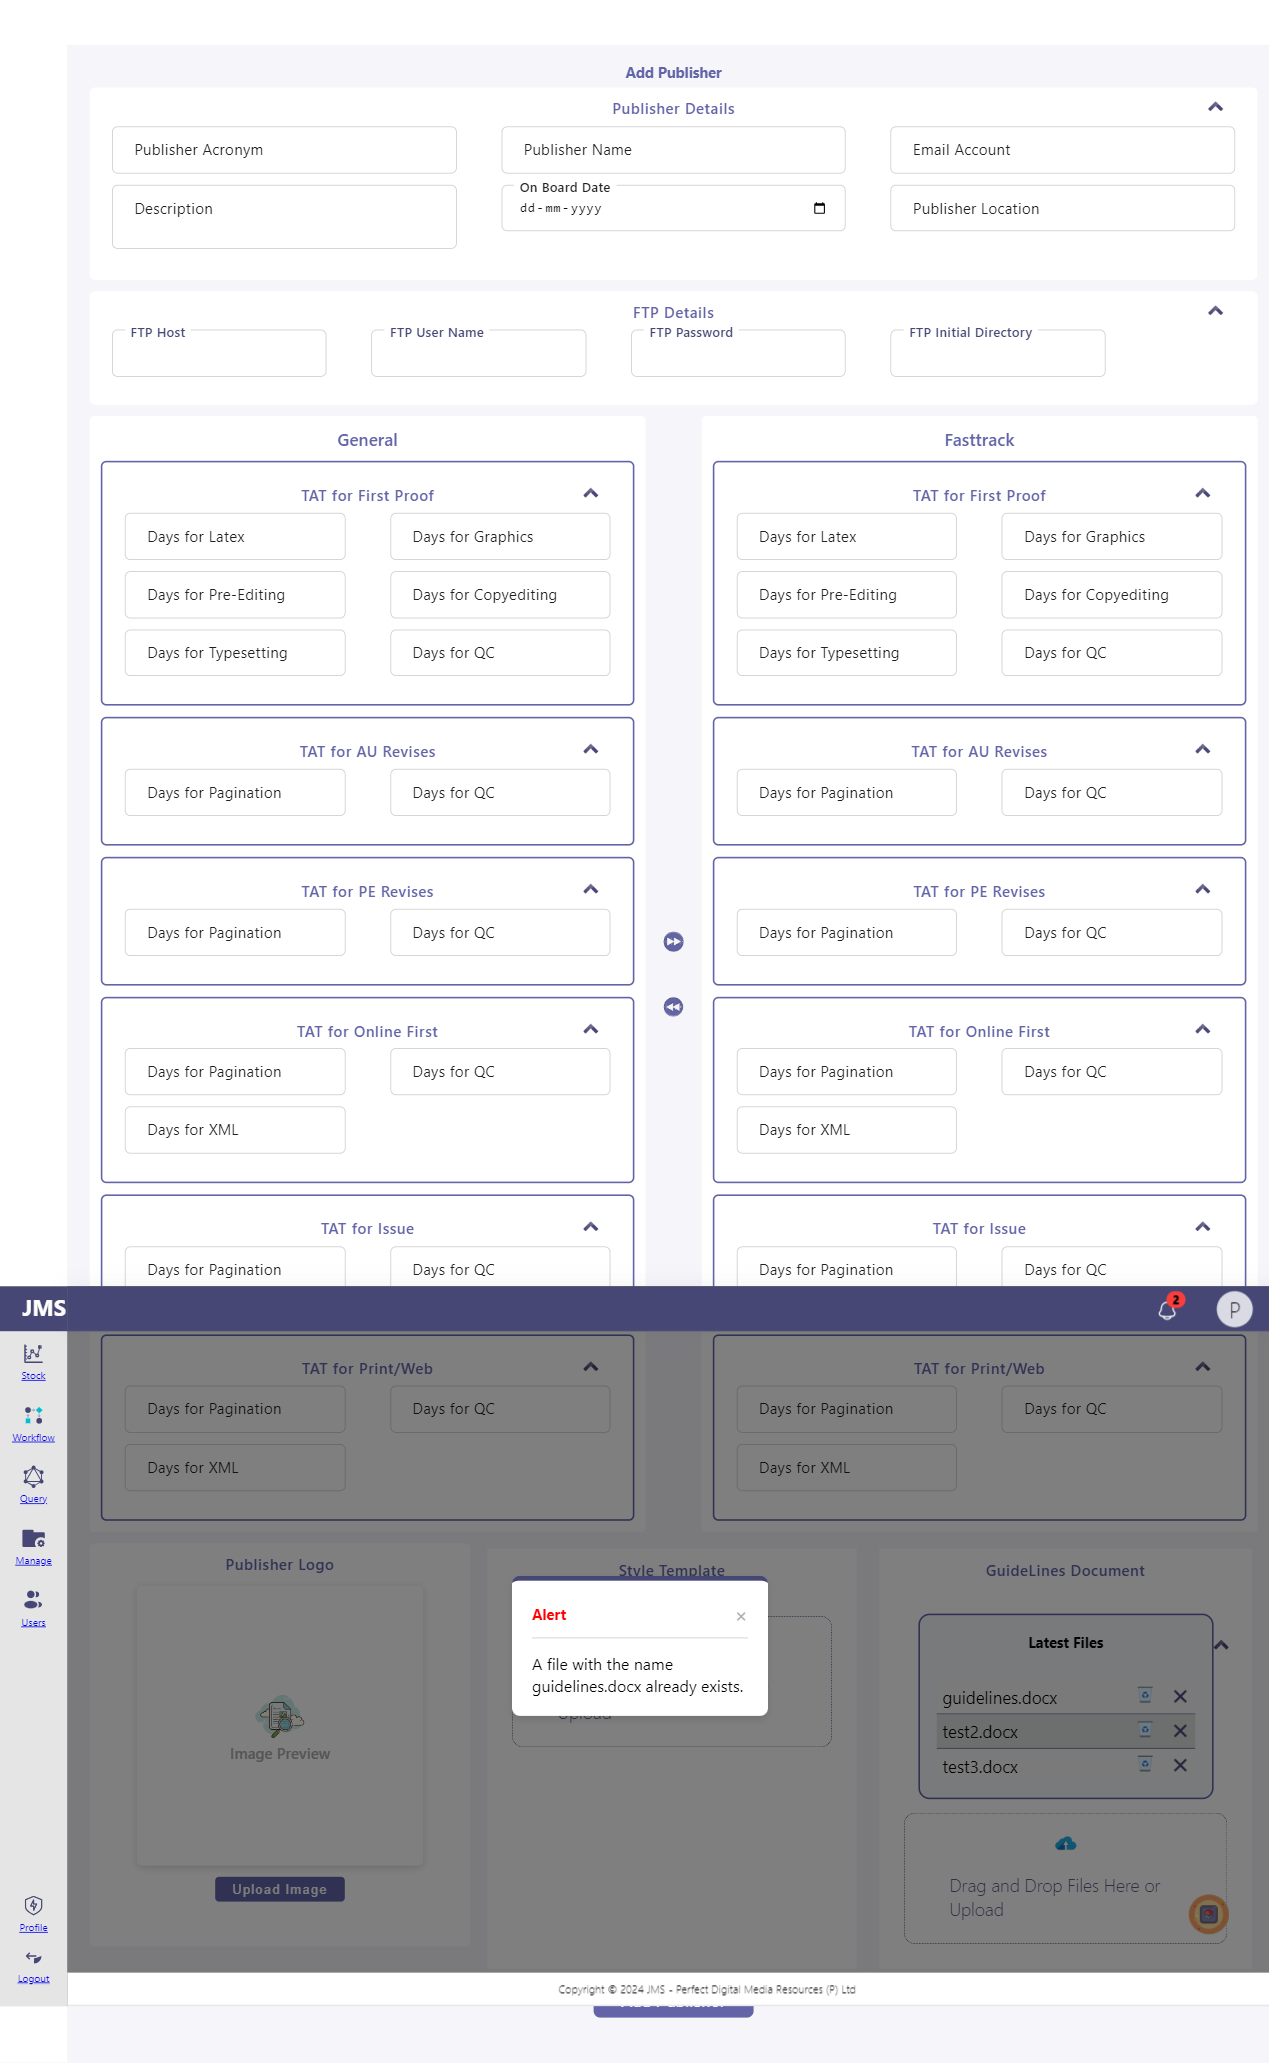 Add Publisher
Publisher Details
Publisher Acronym
Publisher Name
Email Account
Description
On Board Date
dd-mm-yyyy
Publisher Location
FTP Details
FTP Host
FTP User Name
FTP Password
FTP Initial Directory
General
TAT for First Proof
Days for Latex
Days for Graphics
Days for Pre-Editing
Days for Copyediting
Days for Typesetting
Days for QC
TAT for AU Revises
Days for Pagination
Days for QC
TAT for PE Revises
Days for Pagination
Days for QC
TAT for Online First
Days for Pagination
Days for QC
Days for XML
TAT for Issue
Days for Pagination
Days for QC
Fasttrack
TAT for First Proof
Days for Latex
Days for Graphics
Days for Pre-Editing
Days for Copyediting
Days for Typesetting
Days for QC
TAT for AU Revises
Days for Pagination
Days for QC
TAT for PE Revises
Days for Pagination
Days for QC
TAT for Online First
Days for Pagination
Days for QC
Days for XML
TAT for Issue
Days for Pagination
Days for QC
JMS
2
P
Stock
Workflow
Query
Manage
Users
Profile
Logout
TAT for Print/Web
Days for Pagination
Days for QC
Days for XML
TAT for Print/Web
Days for Pagination
Days for QC
Days for XML
Publisher Logo
Image Preview
Upload Image
Style Template
Alert
×
A file with the name
guidelines.docx already exists.
Upload
GuideLines Document
Latest Files
guidelines.docx
test2.docx
test3.docx
Drag and Drop Files Here or
Upload
Copyright © 2024 JMS - Perfect Digital Media Resources (P) Ltd